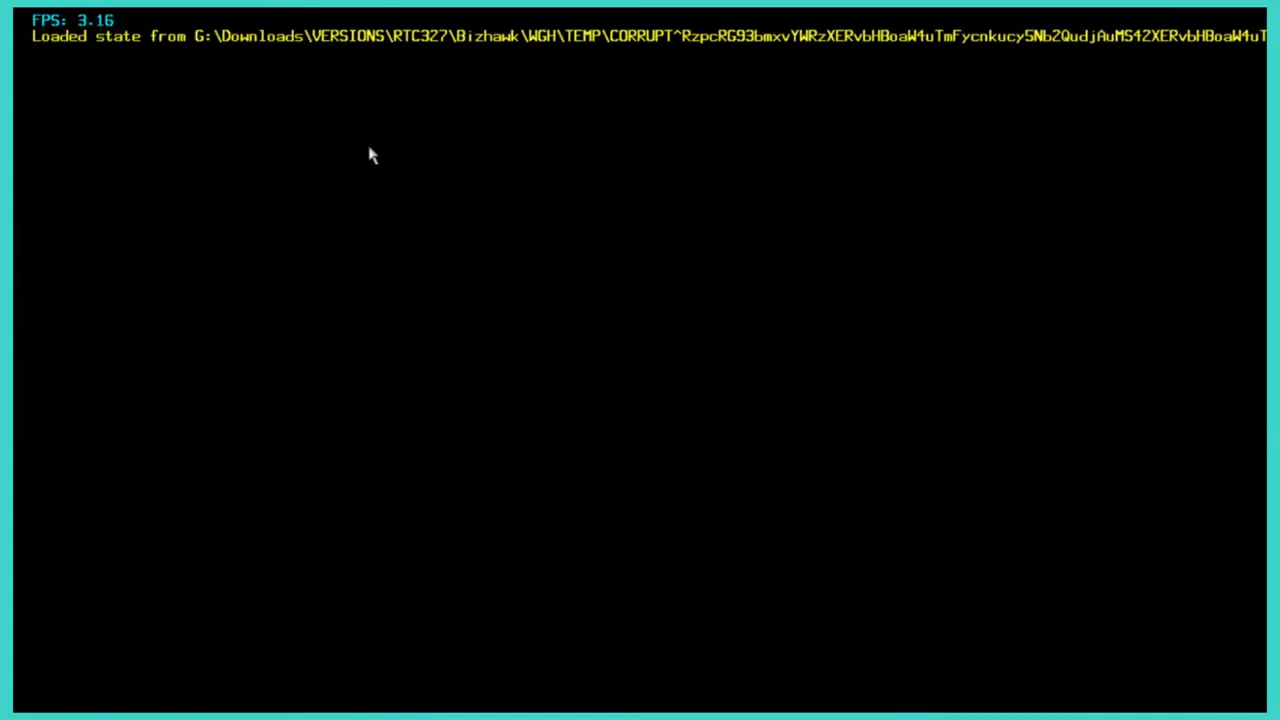 FPS: 3.16
Loaded state from G:\Downloads\VERSIONS\RTC327\Bizhawk\WGH\TEMP\CORRUPT^RzpcRG93bmxvYWRzXERvbHBoaW4uTmFycnkucy5Nb2QudjAuMS42XERvbHBoaW4uT